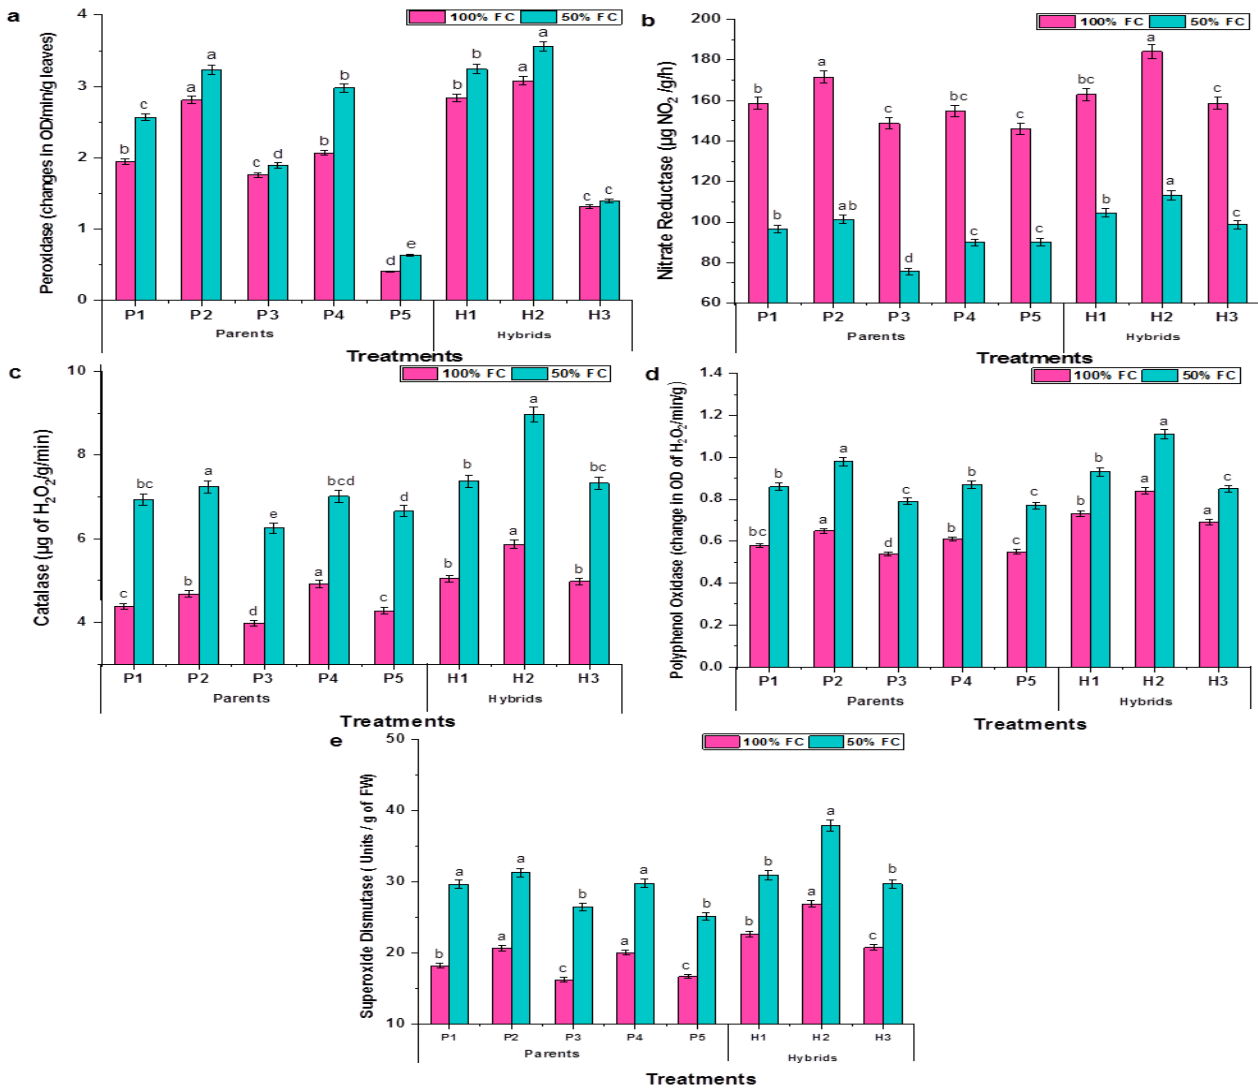 a
100% FC 50% FC
Peroxidase (changes in OD/min/g leaves)
4
3
2
1
0
b c a a c d b b d e b b a a c c
P1 P2 P3 P4 P5 H1 H2 H3
Parents Hybrids
Treatments
b
100% FC 50% FC
Nitrate Reductase (µg NO₂ /g/h)
200
180
160
140
120
100
80
60
b b a ab c d bc c c c bc b a a c c
P1 P2 P3 P4 P5 H1 H2 H3
Parents Hybrids
Treatments
c
100% FC 50% FC
Catalase (µg of H₂O₂/g/min)
10
8
6
4
c bc b a d e a bcd c d b b a a b bc
P1 P2 P3 P4 P5 H1 H2 H3
Parents Hybrids
Treatments
d
100% FC 50% FC
Polyphenol Oxidase (change in OD of H₂O₂/min/g)
1.4
1.2
1.0
0.8
0.6
0.4
0.2
0.0
bc b a a d c b b c c b b a a a c
P1 P2 P3 P4 P5 H1 H2 H3
Parents Hybrids
Treatments
e
100% FC 50% FC
Superoxide Dismutase ( Units / g of FW)
50
40
30
20
10
b a a a c b a a c b b b a a c b
P1 P2 P3 P4 P5 H1 H2 H3
Parents Hybrids
Treatments